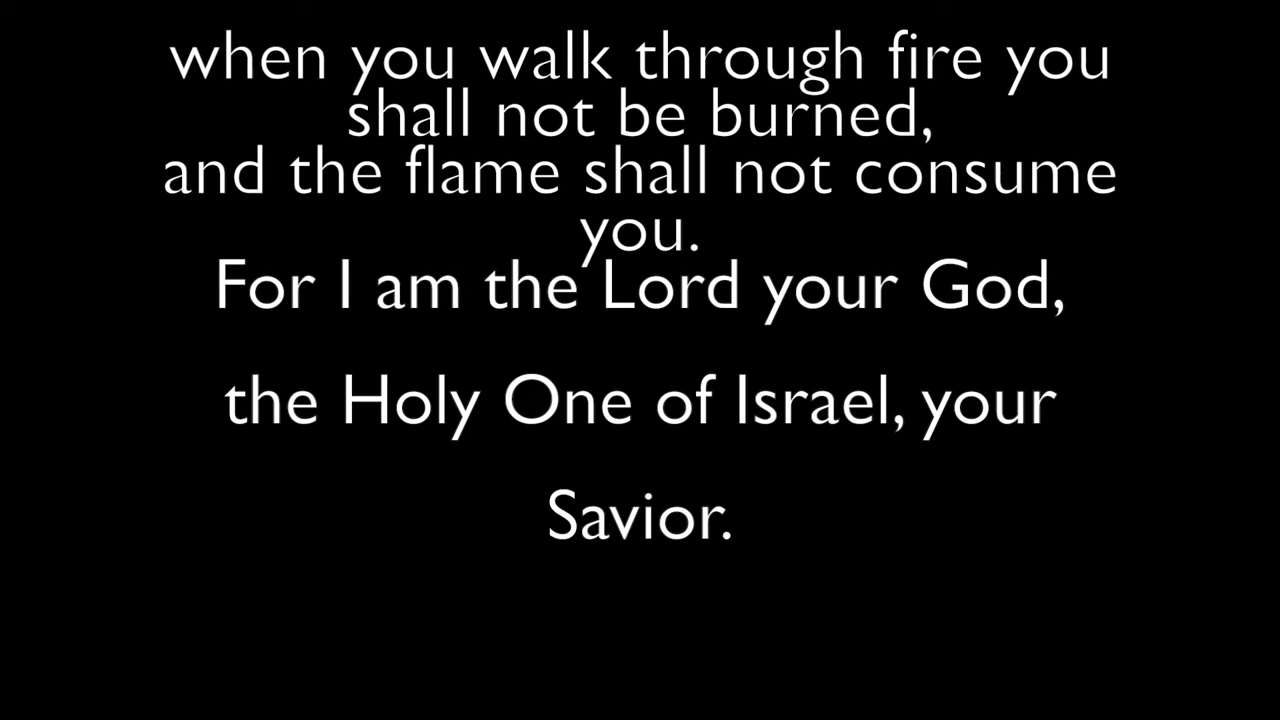 when you walk through fire you
shall not be burned,
and the flame shall not consume
you.
For I am the Lord your God,
the Holy One of Israel, your
Savior.